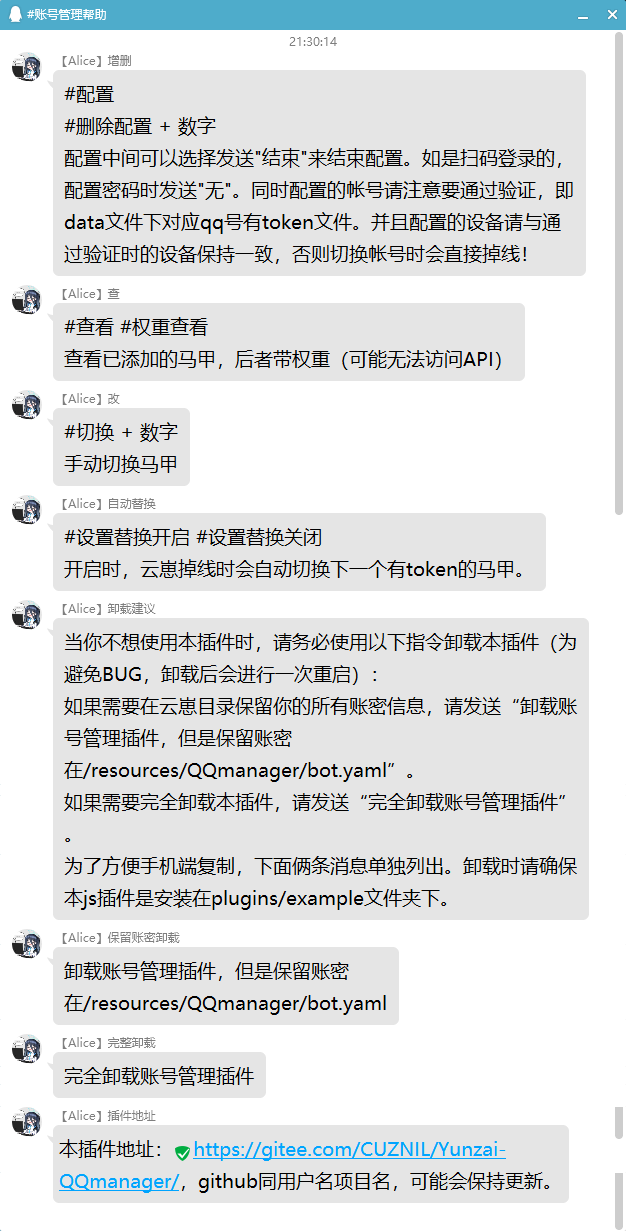 #账号管理帮助
21:30:14
【Alice】增删
#配置
#删除配置 + 数字
配置中间可以选择发送"结束"来结束配置。如是扫码登录的，
配置密码时发送"无"。同时配置的帐号请注意要通过验证，即
data文件下对应qq号有token文件。并且配置的设备请与通
过验证时的设备保持一致，否则切换帐号时会直接掉线！
【Alice】查
#查看 #权重查看
查看已添加的马甲，后者带权重（可能无法访问API）
【Alice】改
#切换 + 数字
手动切换马甲
【Alice】自动替换
#设置替换开启 #设置替换关闭
开启时，云崽掉线时会自动切换下一个有token的马甲。
【Alice】卸载建议
当你不想使用本插件时，请务必使用以下指令卸载本插件（为
避免BUG，卸载后会进行一次重启）：
如果需要在云崽目录保留你的所有账密信息，请发送“卸载账
号管理插件，但是保留账密
在/resources/QQmanager/bot.yaml”。
如果需要完全卸载本插件，请发送“完全卸载账号管理插件”
。
为了方便手机端复制，下面俩条消息单独列出。卸载时请确保
本js插件是安装在plugins/example文件夹下。
【Alice】保留账密卸载
卸载账号管理插件，但是保留账密
在/resources/QQmanager/bot.yaml
【Alice】完整卸载
完全卸载账号管理插件
【Alice】插件地址
本插件地址：https://gitee.com/CUZNIL/Yunzai-
QQmanager/，github同用户名项目名，可能会保持更新。